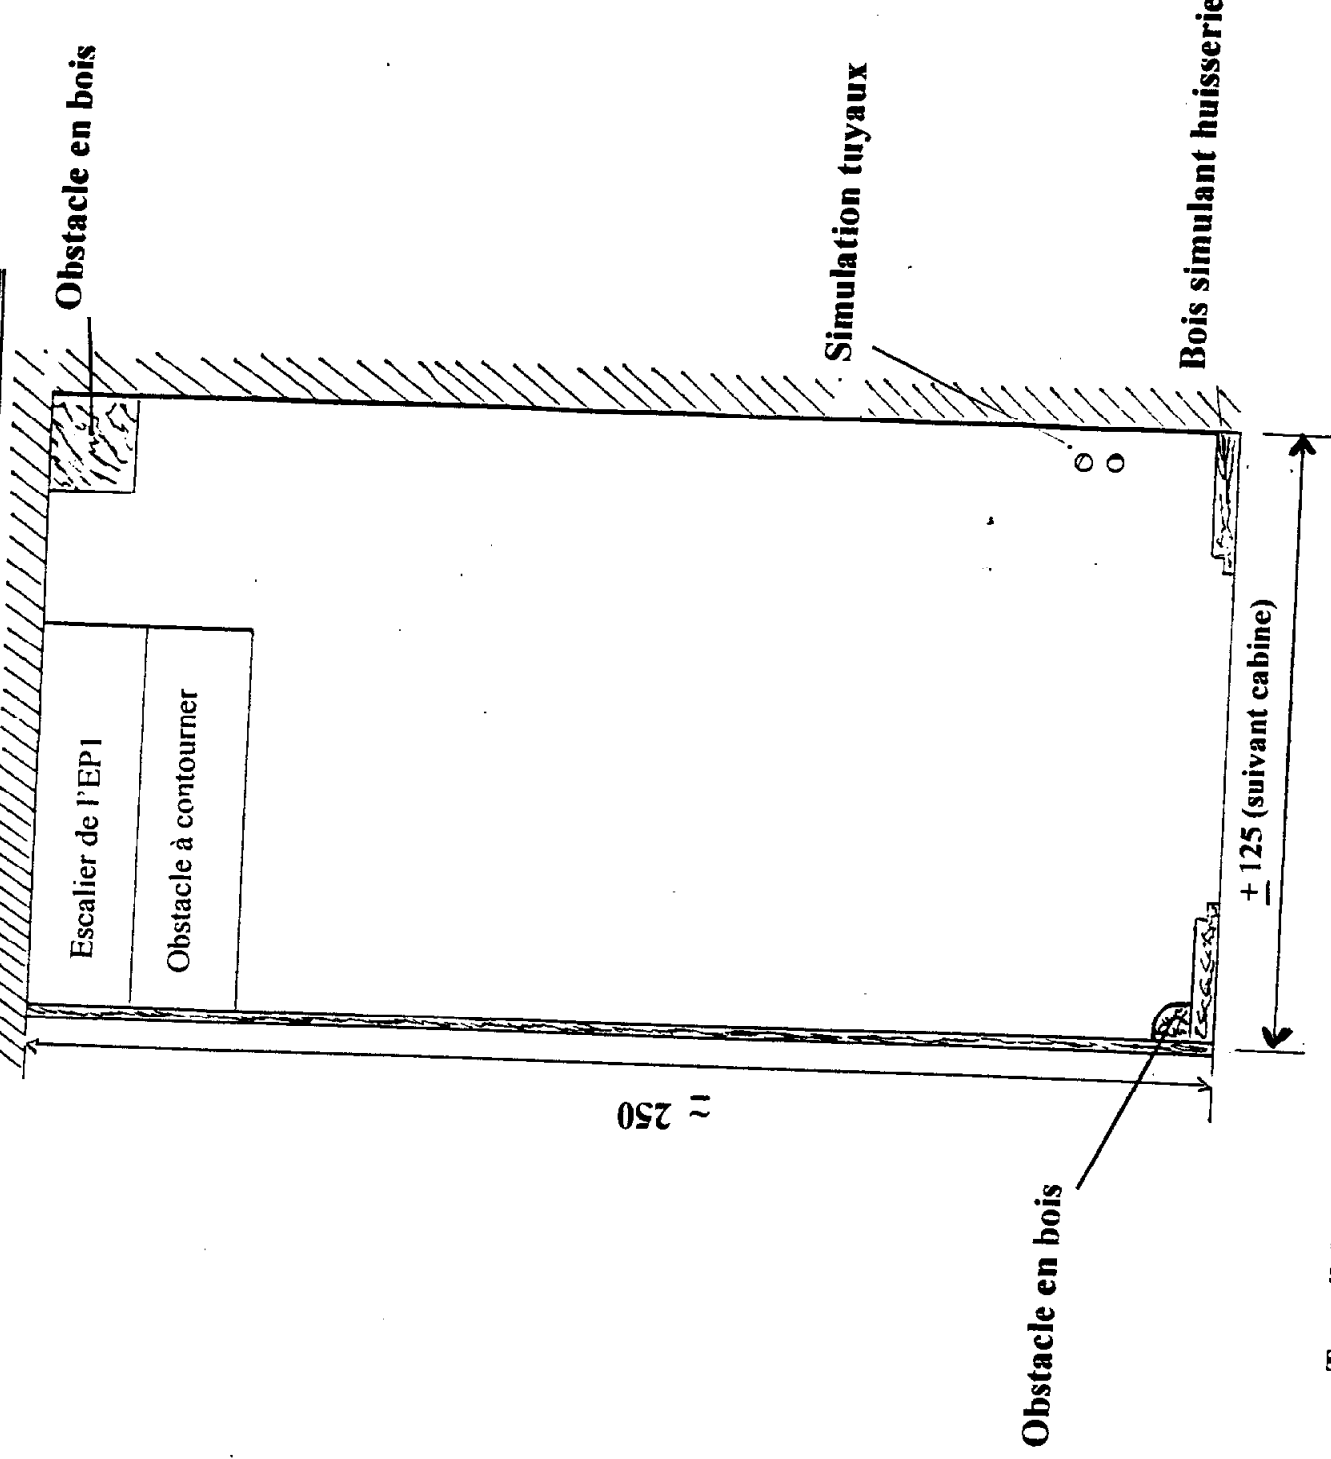 Obstacle en bois
Simulation tuyaux
Bois simulant huisserie
Escalier de l'EP1
Obstacle à contourner
± 125 (suivant cabine)
≃ 250
Obstacle en bois